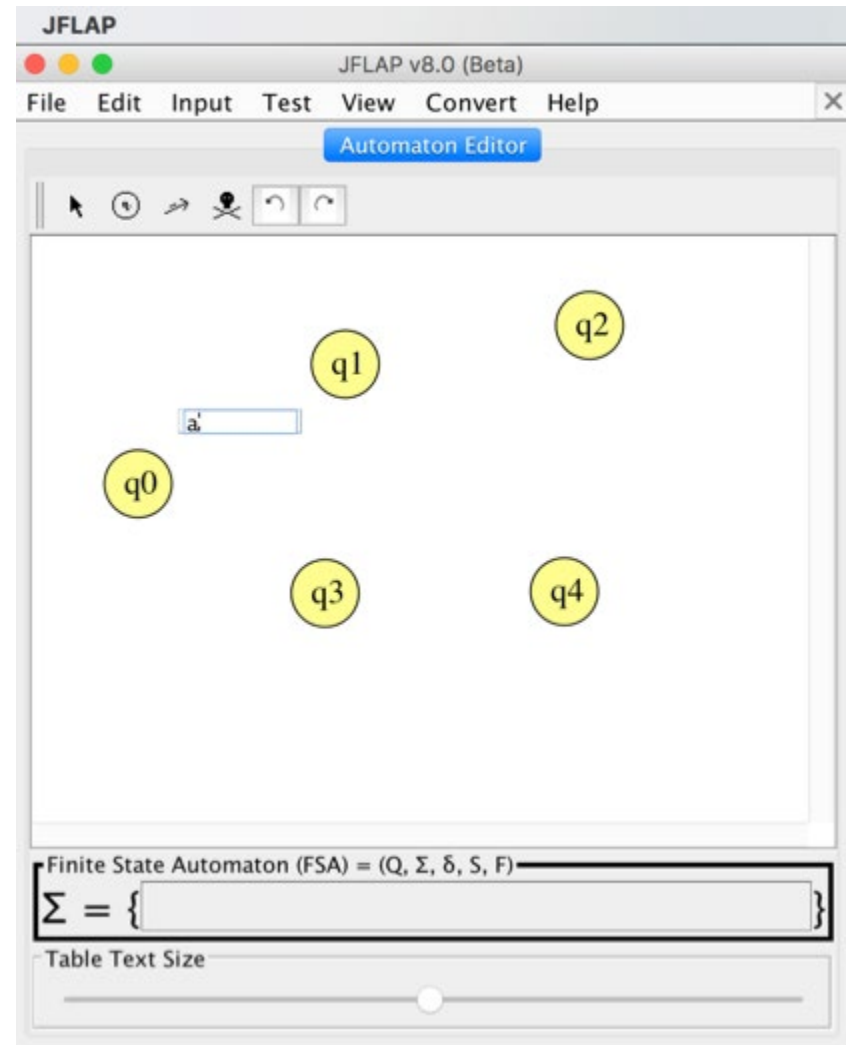 JFLAP
JFLAP v8.0 (Beta)
File Edit Input Test View Convert Help
Automaton Editor
q2
q1
a
q0
q3 q4
Finite State Automaton (FSA) = (Q, Σ, δ, S, F)
Σ = { }
Table Text Size